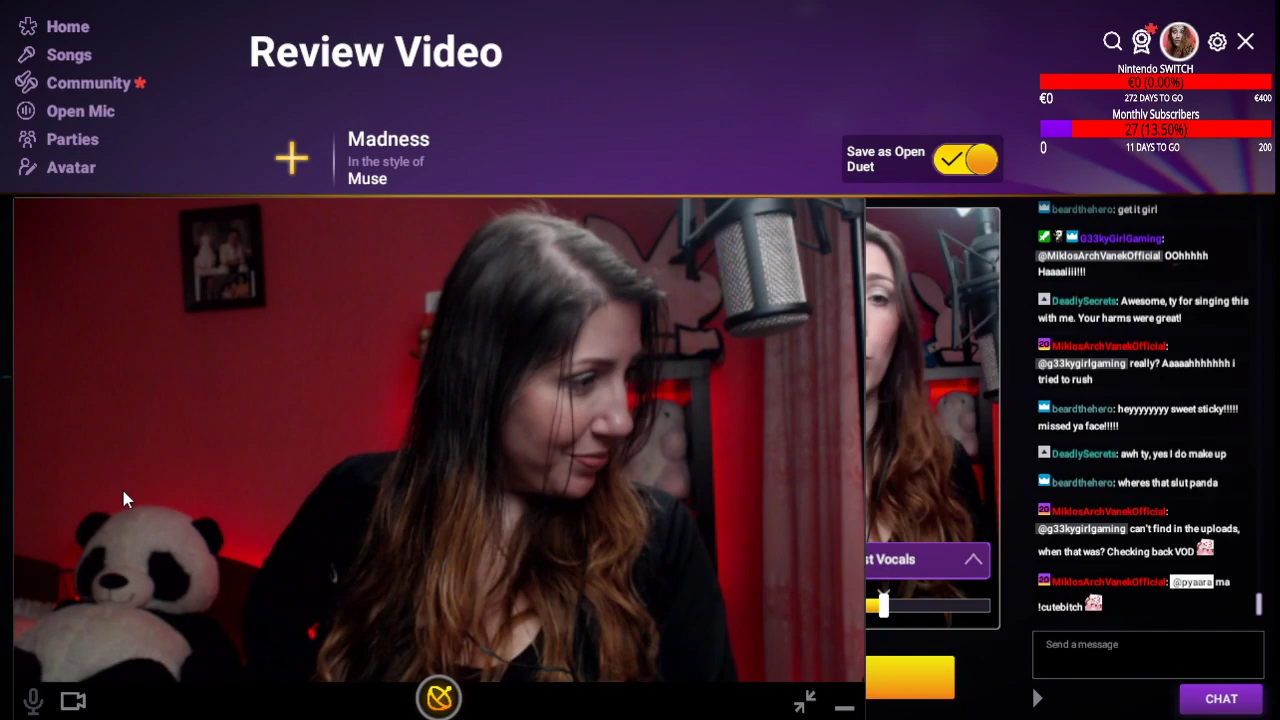 Home
Songs
Community *
Open Mic
Parties
Avatar
Review Video
Madness
In the style of
Muse
Save as Open
Duet
Nintendo SWITCH
€0 (0.00%)
€0 272 DAYS TO GO €400
Monthly Subscribers
27 (13.50%)
0 11 DAYS TO GO 200
beardthehero: get it girl
G33kyGirlGaming:
@MiklosArchVanekOfficial OOhhhhh
Haaaaiiii!!!
DeadlySecrets: Awesome, ty for singing this
with me. Your harms were great!
20 MiklosArchVanekOfficial:
@g33kygirlgaming really? Aaaaahhhhhhh i
tried to rush
beardthehero: heyyyyyyy sweet sticky!!!!!
missed ya face!!!!!
DeadlySecrets: awh ty, yes I do make up
beardthehero: wheres that slut panda
20 MiklosArchVanekOfficial:
@g33kygirlgaming can't find in the uploads,
when that was? Checking back VOD
20 MiklosArchVanekOfficial: @pyaara ma
!cutebitch
st Vocals
Send a message
CHAT